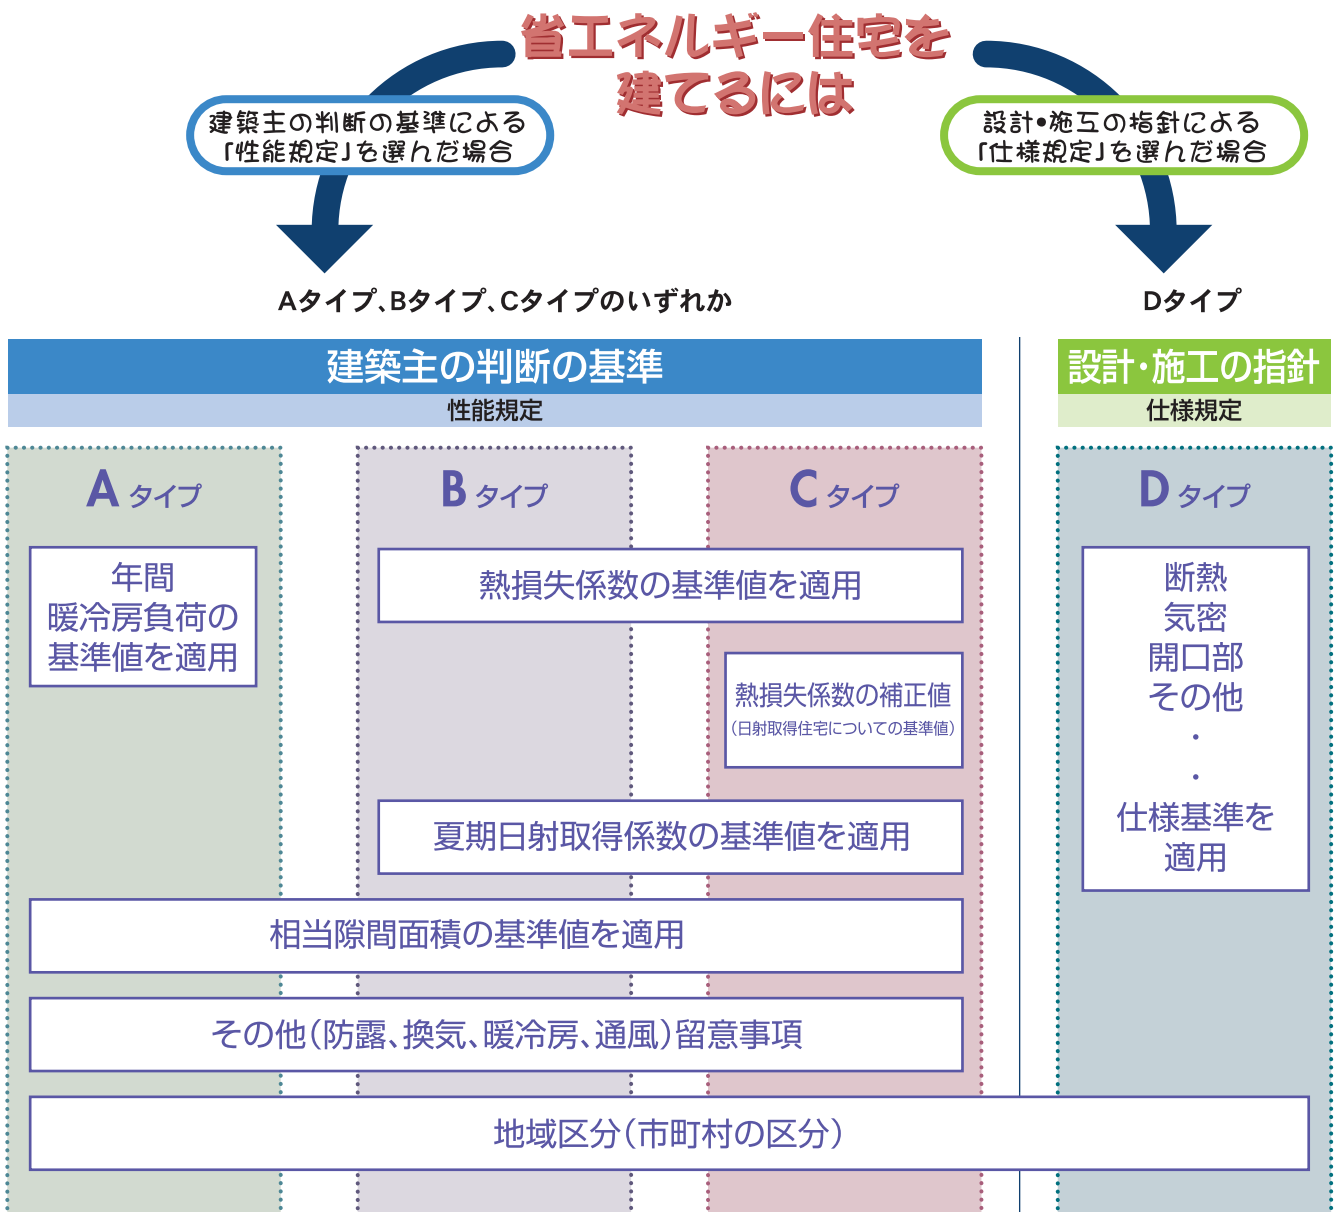 省エネルギー住宅を
建てるには
建築主の判断の基準による
「性能規定」を選んだ場合
設計・施工の指針による
「仕様規定」を選んだ場合
Aタイプ、Bタイプ、Cタイプのいずれか
Dタイプ
建築主の判断の基準
性能規定
設計・施工の指針
仕様規定
Aタイプ
Bタイプ
Cタイプ
Dタイプ
年間
暖冷房負荷の
基準値を適用
熱損失係数の基準値を適用
熱損失係数の補正値
（日射取得住宅についての基準値）
夏期日射取得係数の基準値を適用
断熱
気密
開口部
その他
・
・
仕様基準を
適用
相当隙間面積の基準値を適用
その他（防露、換気、暖冷房、通風）留意事項
地域区分（市町村の区分）